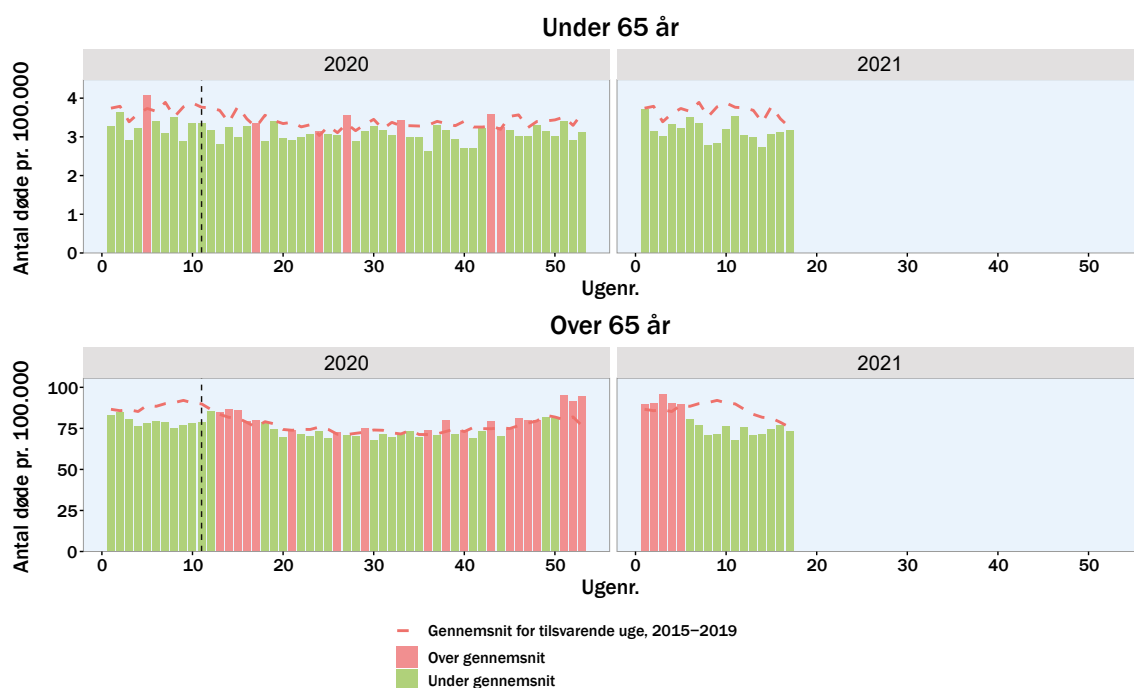 Under 65 år
2020 2021
Antal døde pr. 100.000
4
3
2
1
0
0 10 20 30 40 50 0 10 20 30 40 50
Ugenr.
Over 65 år
2020 2021
Antal døde pr. 100.000
100
75
50
25
0
0 10 20 30 40 50 0 10 20 30 40 50
Ugenr.
Gennemsnit for tilsvarende uge, 2015–2019
Over gennemsnit
Under gennemsnit